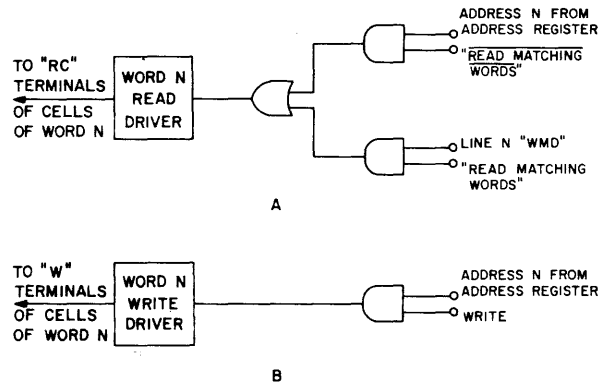 TO "RC"
TERMINALS
OF CELLS
OF WORD N
WORD N
READ
DRIVER
ADDRESS N FROM
ADDRESS REGISTER
"READ MATCHING
WORDS"
LINE N "WMD"
"READ MATCHING
WORDS"
A
TO "W"
TERMINALS
OF CELLS
OF WORD N
WORD N
WRITE
DRIVER
ADDRESS N FROM
ADDRESS REGISTER
WRITE
B